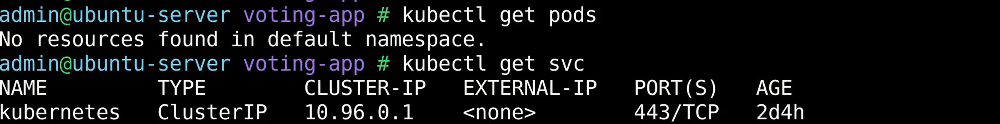 admin@ubuntu-server voting-app # kubectl get pods
No resources found in default namespace.
admin@ubuntu-server voting-app # kubectl get svc
NAME         TYPE        CLUSTER-IP   EXTERNAL-IP   PORT(S)   AGE
kubernetes   ClusterIP   10.96.0.1    <none>        443/TCP   2d4h